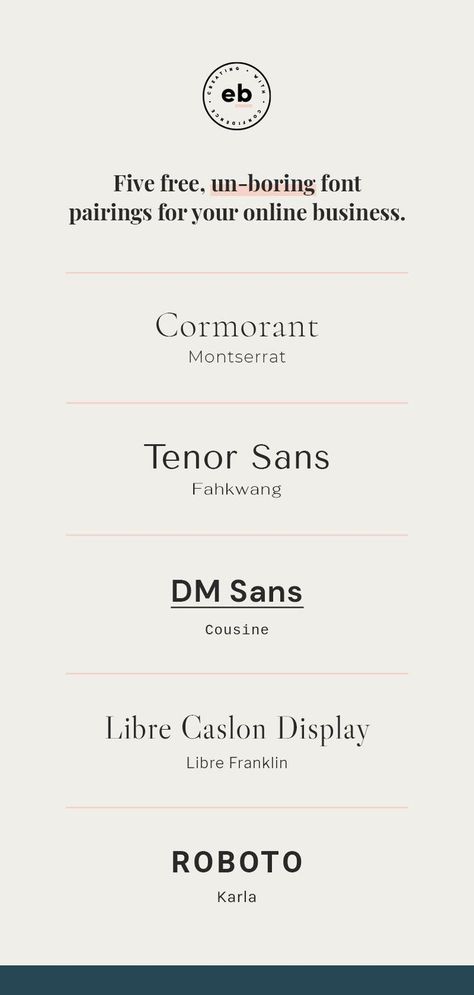 CREATING • WITH • CONFIDENCE •
eb
Five free, un-boring font
pairings for your online business.
Cormorant
Montserrat
Tenor Sans
Fahkwang
DM Sans
Cousine
Libre Caslon Display
Libre Franklin
ROBOTO
Karla